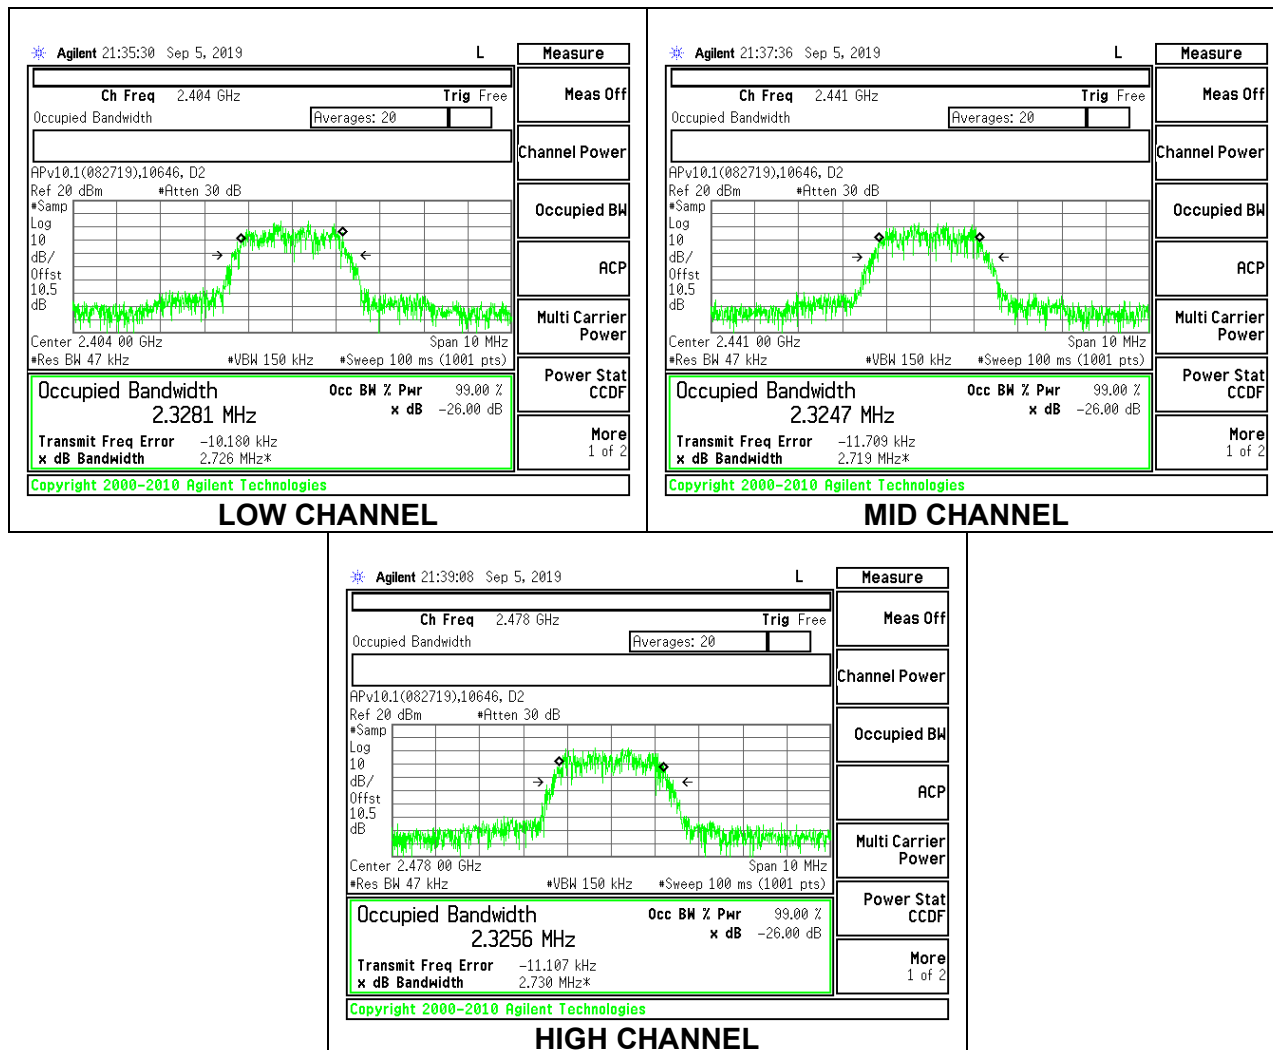 Agilent 21:35:30 Sep 5, 2019 L
Measure
Ch Freq 2.404 GHz Trig Free
Occupied Bandwidth Averages: 20
APv10.1(082719),10646, D2
Ref 20 dBm #Atten 30 dB
#Samp
Log
10
dB/
Offst
10.5
dB
Center 2.404 00 GHz Span 10 MHz
#Res BW 47 kHz #VBW 150 kHz #Sweep 100 ms (1001 pts)
Occupied Bandwidth Occ BW % Pwr 99.00 %
2.3281 MHz x dB -26.00 dB
Transmit Freq Error -10.180 kHz
x dB Bandwidth 2.726 MHz*
Copyright 2000-2010 Agilent Technologies
Meas Off
Channel Power
Occupied BW
ACP
Multi Carrier
Power
Power Stat
CCDF
More
1 of 2
LOW CHANNEL
Agilent 21:37:36 Sep 5, 2019 L
Measure
Ch Freq 2.441 GHz Trig Free
Occupied Bandwidth Averages: 20
APv10.1(082719),10646, D2
Ref 20 dBm #Atten 30 dB
#Samp
Log
10
dB/
Offst
10.5
dB
Center 2.441 00 GHz Span 10 MHz
#Res BW 47 kHz #VBW 150 kHz #Sweep 100 ms (1001 pts)
Occupied Bandwidth Occ BW % Pwr 99.00 %
2.3247 MHz x dB -26.00 dB
Transmit Freq Error -11.709 kHz
x dB Bandwidth 2.719 MHz*
Copyright 2000-2010 Agilent Technologies
Meas Off
Channel Power
Occupied BW
ACP
Multi Carrier
Power
Power Stat
CCDF
More
1 of 2
MID CHANNEL
Agilent 21:39:08 Sep 5, 2019 L
Measure
Ch Freq 2.478 GHz Trig Free
Occupied Bandwidth Averages: 20
APv10.1(082719),10646, D2
Ref 20 dBm #Atten 30 dB
#Samp
Log
10
dB/
Offst
10.5
dB
Center 2.478 00 GHz Span 10 MHz
#Res BW 47 kHz #VBW 150 kHz #Sweep 100 ms (1001 pts)
Occupied Bandwidth Occ BW % Pwr 99.00 %
2.3256 MHz x dB -26.00 dB
Transmit Freq Error -11.107 kHz
x dB Bandwidth 2.730 MHz*
Copyright 2000-2010 Agilent Technologies
Meas Off
Channel Power
Occupied BW
ACP
Multi Carrier
Power
Power Stat
CCDF
More
1 of 2
HIGH CHANNEL